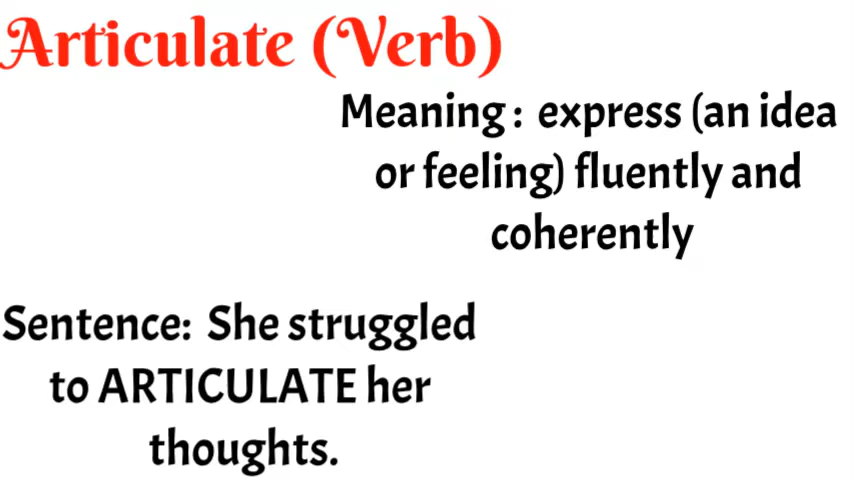 Articulate (Verb)
Meaning : express (an idea
or feeling) fluently and
coherently
Sentence: She struggled
to ARTICULATE her
thoughts.